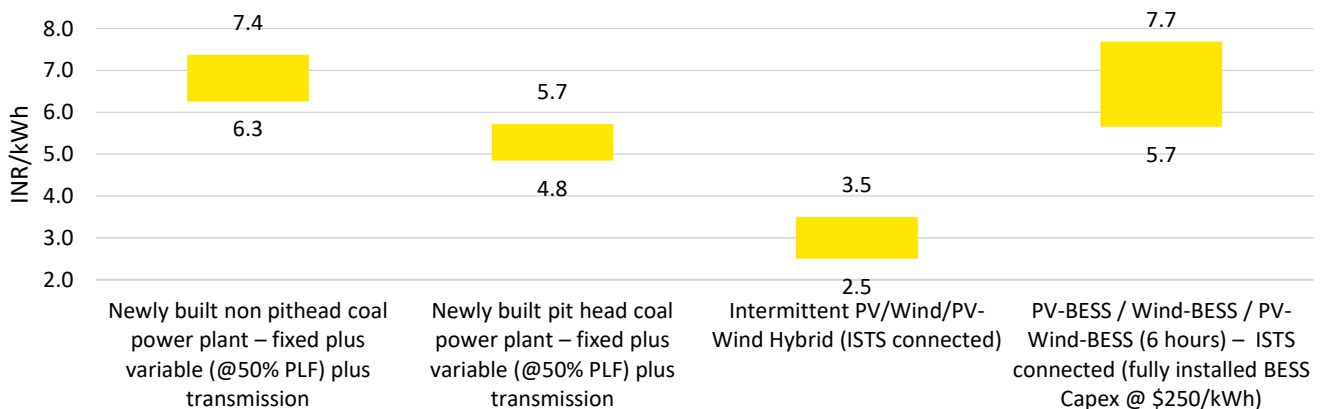 INR/kWh
8.0
7.0
6.0
5.0
4.0
3.0
2.0
7.4
6.3
5.7
4.8
3.5
2.5
7.7
5.7
Newly built non pithead coal
power plant – fixed plus
variable (@50% PLF) plus
transmission
Newly built pit head coal
power plant – fixed plus
variable (@50% PLF) plus
transmission
Intermittent PV/Wind/PV-
Wind Hybrid (ISTS connected)
PV-BESS / Wind-BESS / PV-
Wind-BESS (6 hours) – ISTS
connected (fully installed BESS
Capex @ $250/kWh)